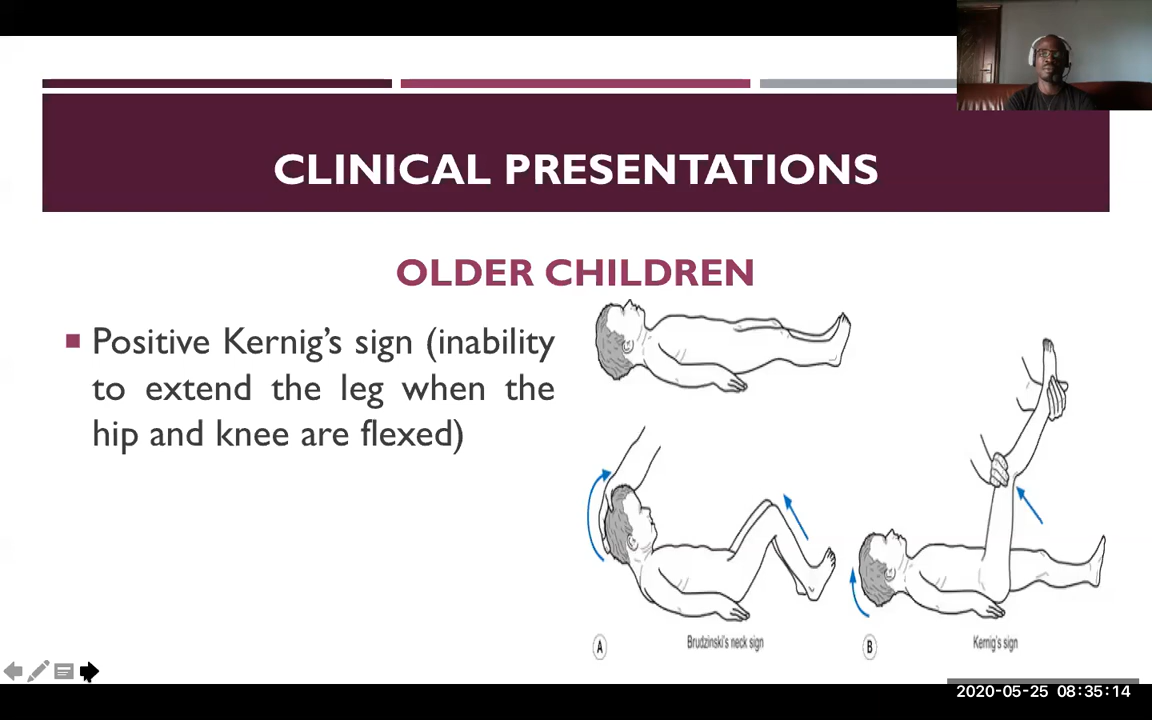 CLINICAL PRESENTATIONS
OLDER CHILDREN
Positive Kernig’s sign (inability
to extend the leg when the
hip and knee are flexed)
A
Brudzinski's neck sign
B
Kernig's sign
2020-05-25 08:35:14